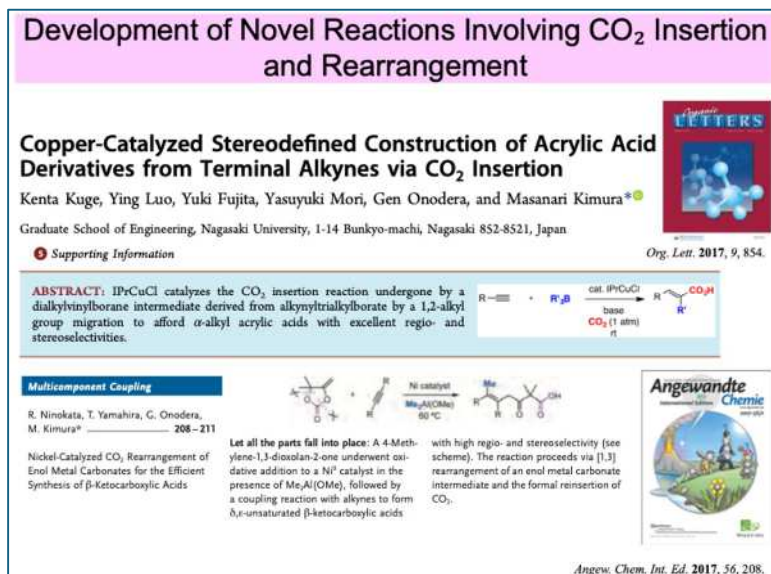 Development of Novel Reactions Involving CO₂ Insertion
and Rearrangement
Copper-Catalyzed Stereodefined Construction of Acrylic Acid
Derivatives from Terminal Alkynes via CO₂ Insertion
Kenta Kuge, Ying Luo, Yuki Fujita, Yasuyuki Mori, Gen Onodera, and Masanari Kimura*
Graduate School of Engineering, Nagasaki University, 1-14 Bunkyo-machi, Nagasaki 852-8521, Japan
S Supporting Information
Organic
LETTERS
Org. Lett. 2017, 9, 854.
ABSTRACT: IPrCuCl catalyzes the CO₂ insertion reaction undergone by a
dialkylvinylborane intermediate derived from alkynyltrialkylborate by a 1,2-alkyl
group migration to afford α-alkyl acrylic acids with excellent regio- and
stereoselectivities.
R + R'₃B cat. IPrCuCl R CO₂H
base R'
CO₂ (1 atm)
rt
Multicomponent Coupling
R. Ninokata, T. Yamahira, G. Onodera,
M. Kimura* 208–211
Nickel-Catalyzed CO₂ Rearrangement of
Enol Metal Carbonates for the Efficient
Synthesis of β-Ketocarboxylic Acids
R Ni catalyst Me
Me₃Al(OMe) OH
60 °C
Let all the parts fall into place: A 4-Meth-
ylene-1,3-dioxolan-2-one underwent oxi-
dative addition to a Ni⁰ catalyst in the
presence of Me₃Al(OMe), followed by
a coupling reaction with alkynes to form
δ,ε-unsaturated β-ketocarboxylic acids
with high regio- and stereoselectivity (see
scheme). The reaction proceeds via [1,3]
rearrangement of an enol metal carbonate
intermediate and the formal reinsertion of
CO₂.
Angewandte
Chemie
Angew. Chem. Int. Ed. 2017, 56, 208.